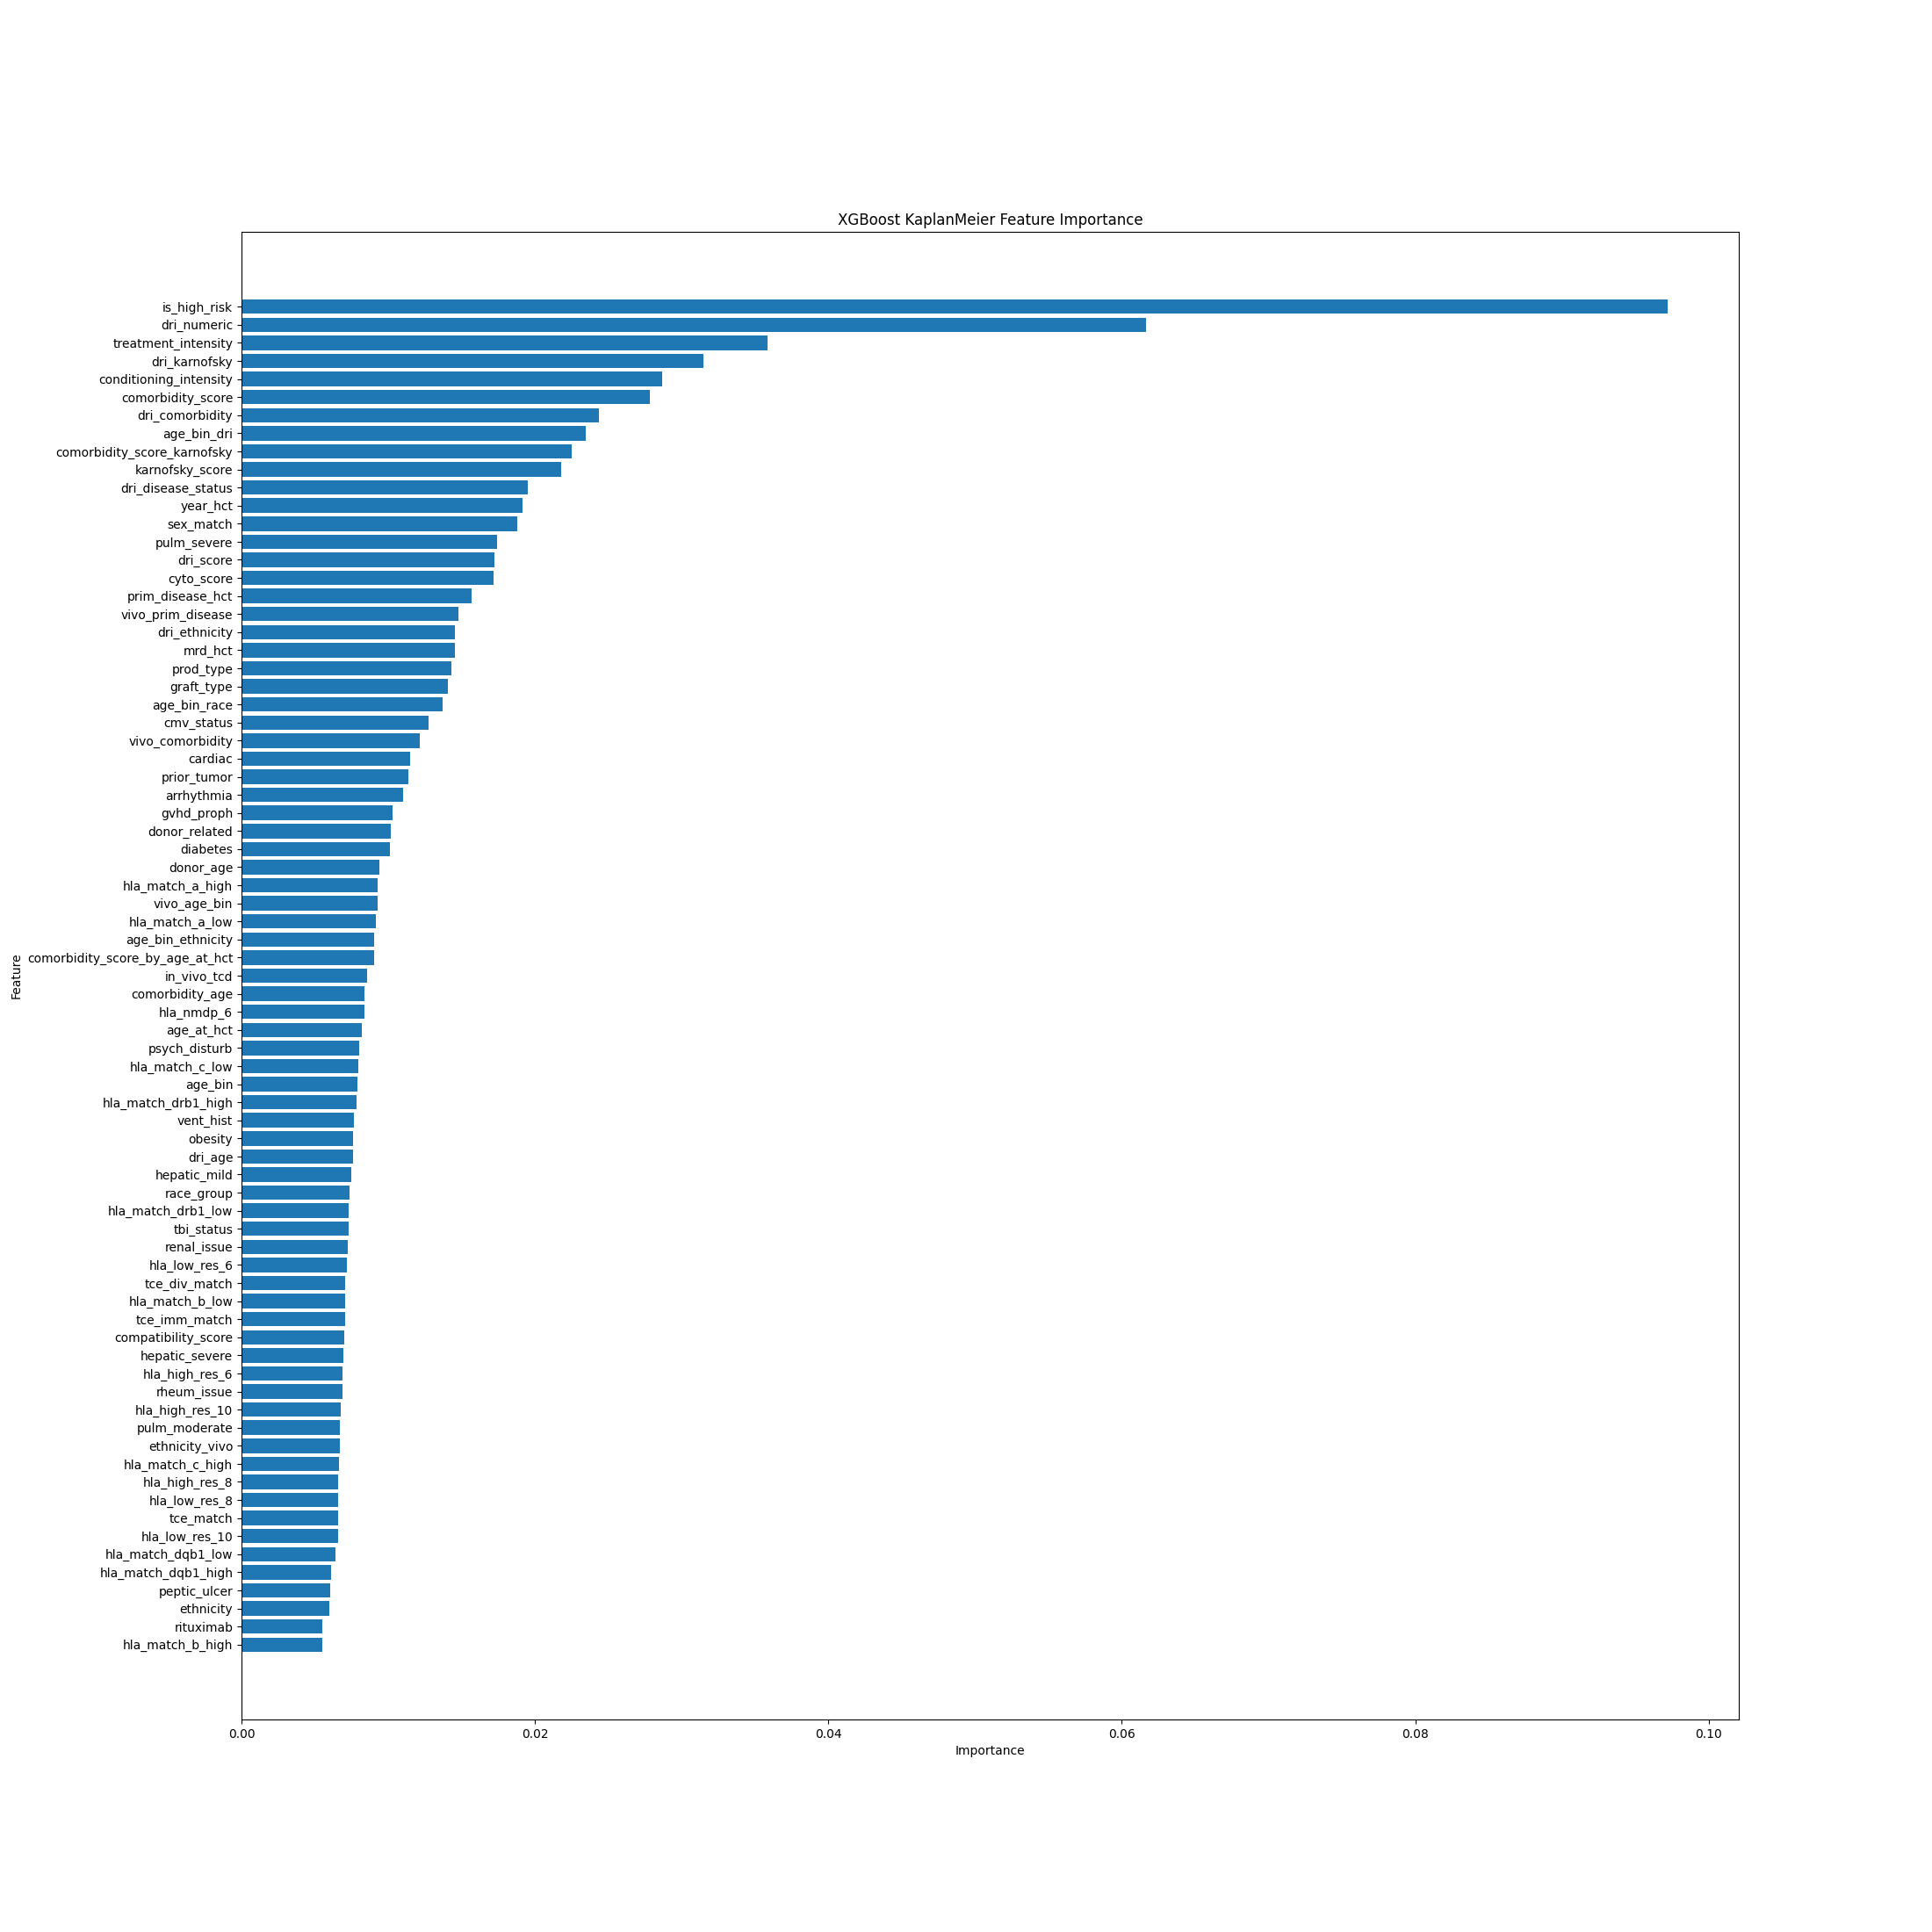 XGBoost KaplanMeier Feature Importance
is_high_risk
dri_numeric
treatment_intensity
dri_karnofsky
conditioning_intensity
comorbidity_score
dri_comorbidity
age_bin_dri
comorbidity_score_karnofsky
karnofsky_score
dri_disease_status
year_hct
sex_match
pulm_severe
dri_score
cyto_score
prim_disease_hct
vivo_prim_disease
dri_ethnicity
mrd_hct
prod_type
graft_type
age_bin_race
cmv_status
vivo_comorbidity
cardiac
prior_tumor
arrhythmia
gvhd_proph
donor_related
diabetes
donor_age
hla_match_a_high
vivo_age_bin
hla_match_a_low
age_bin_ethnicity
comorbidity_score_by_age_at_hct
in_vivo_tcd
comorbidity_age
hla_nmdp_6
age_at_hct
psych_disturb
hla_match_c_low
age_bin
hla_match_drb1_high
vent_hist
obesity
dri_age
hepatic_mild
race_group
hla_match_drb1_low
tbi_status
renal_issue
hla_low_res_6
tce_div_match
hla_match_b_low
tce_imm_match
compatibility_score
hepatic_severe
hla_high_res_6
rheum_issue
hla_high_res_10
pulm_moderate
ethnicity_vivo
hla_match_c_high
hla_high_res_8
hla_low_res_8
tce_match
hla_low_res_10
hla_match_dqb1_low
hla_match_dqb1_high
peptic_ulcer
ethnicity
rituximab
hla_match_b_high
Feature
0.00 0.02 0.04 0.06 0.08 0.10
Importance